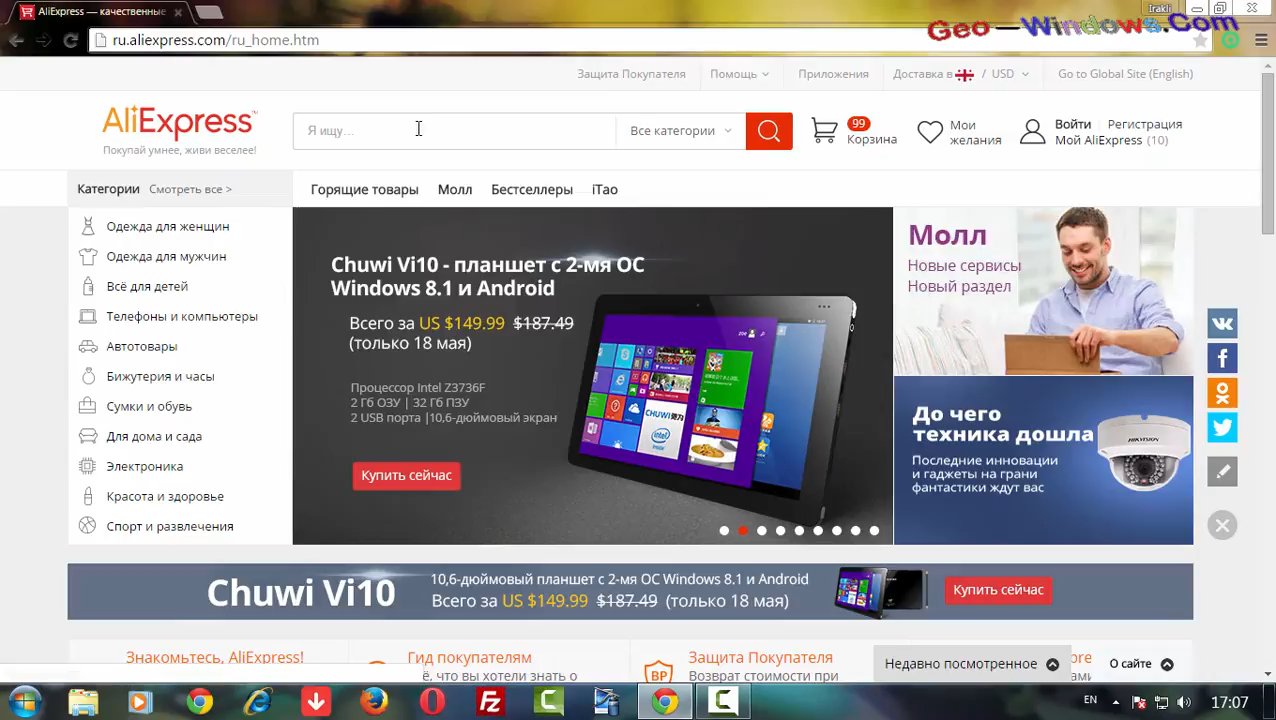 AliExpress — качественные
Irakli
Geo-Windows.Com
ru.aliexpress.com/ru_home.htm
Защита Покупателя
Помощь
Приложения
Доставка в / USD
Go to Global Site (English)
AliExpress™
Покупай умнее, живи веселее!
Я ищу...
Все категории
99
Корзина
Мои
желания
Войти Регистрация
Мой AliExpress (10)
Категории Смотреть все >
Горящие товары
Молл
Бестселлеры
iTao
Одежда для женщин
Одежда для мужчин
Всё для детей
Телефоны и компьютеры
Автотовары
Бижутерия и часы
Сумки и обувь
Для дома и сада
Электроника
Красота и здоровье
Спорт и развлечения
Chuwi Vi10 - планшет с 2-мя ОС
Windows 8.1 и Android
Всего за US $149.99 $187.49
(только 18 мая)
Процессор Intel Z3736F
2 Гб ОЗУ | 32 Гб ПЗУ
2 USB порта |10,6-дюймовый экран
Купить сейчас
CHUWI
intel
Молл
Новые сервисы
Новый раздел
До чего
техника дошла
Последние инновации
и гаджеты на грани
фантастики ждут вас
HIKVISION
Chuwi Vi10
10,6-дюймовый планшет с 2-мя ОС Windows 8.1 и Android
Всего за US $149.99 $187.49 (только 18 мая)
Купить сейчас
Знакомьтесь, AliExpress!
Гид покупателям
ё, что вы хотели знать о
BP
Защита Покупателя
Возврат стоимости при
Недавно посмотренное
О сайте
EN
17:07